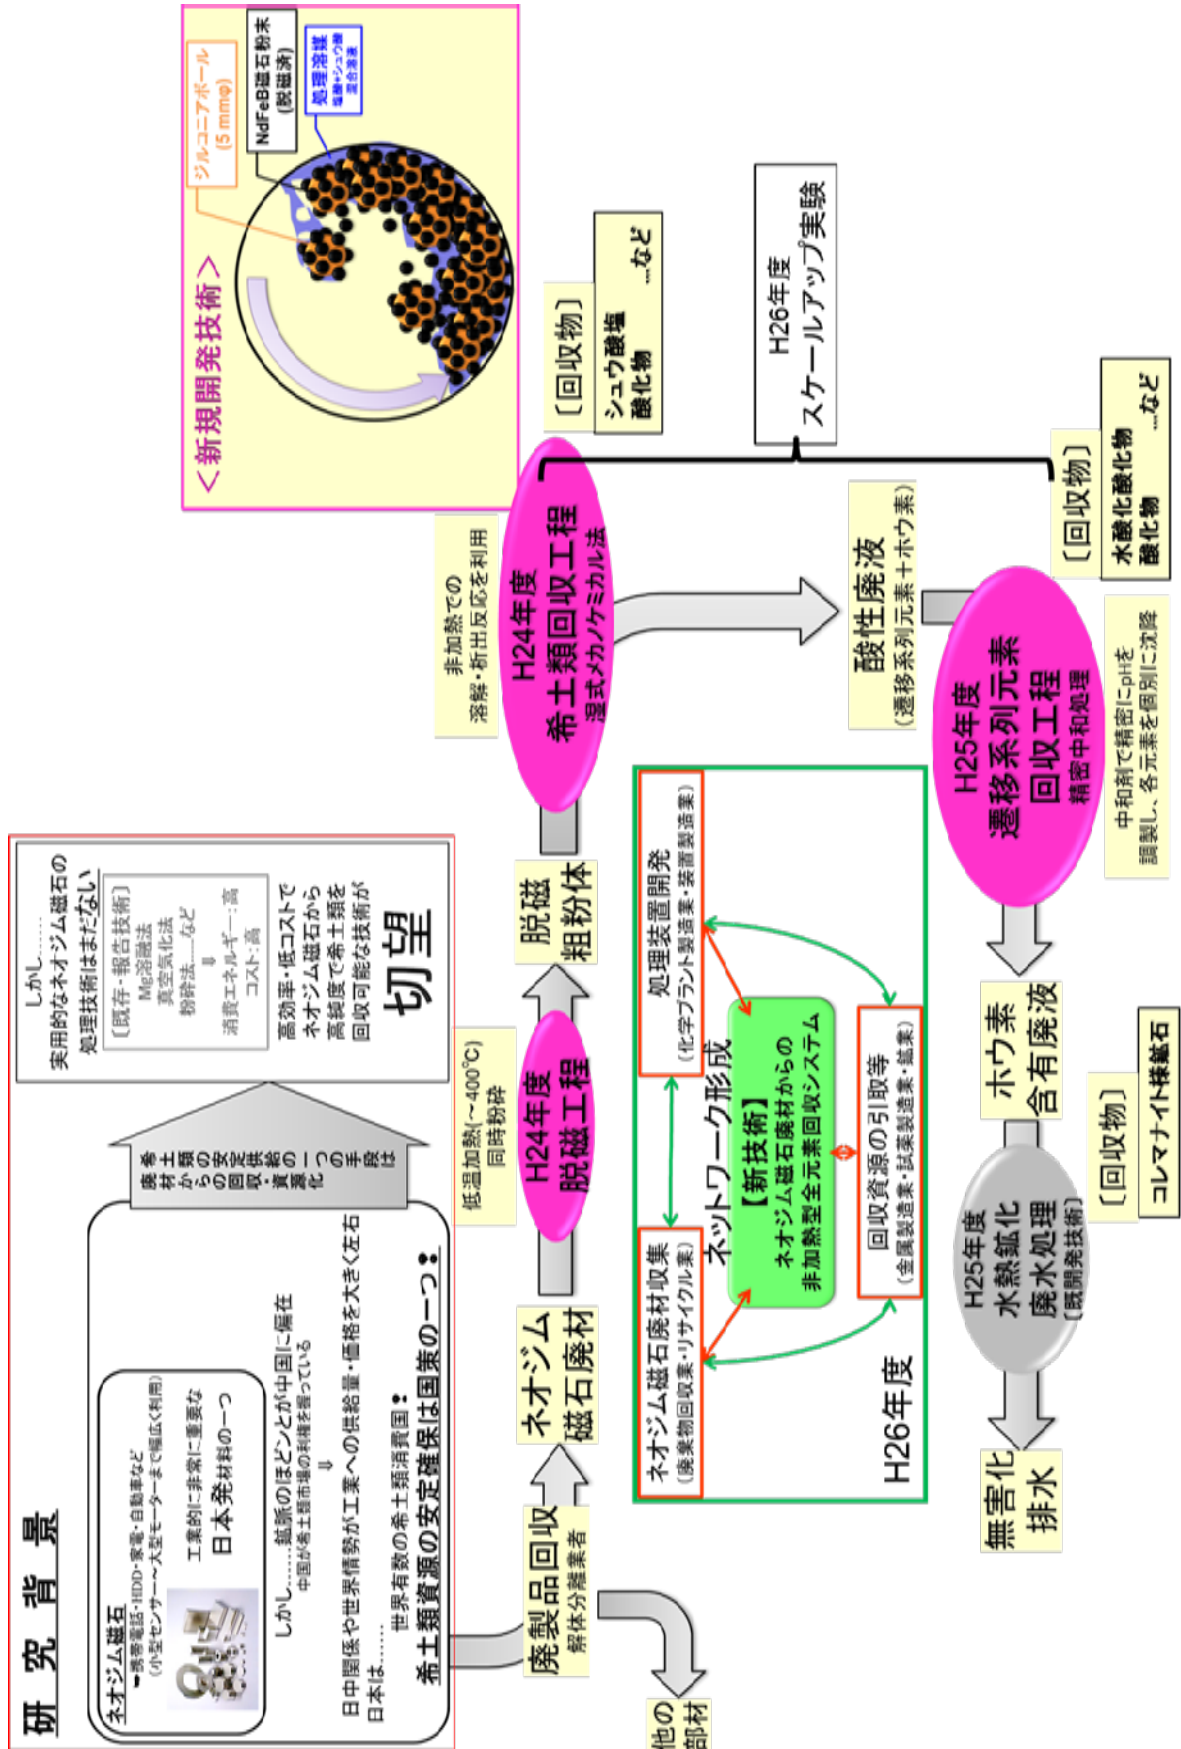 研究背景
ネオジム磁石
➡携帯電話・HDD・家電・自動車など
（小型センサー～大型モーターまで幅広く利用）
工業的に非常に重要な
日本発材料の一つ
しかし……鉱脈のほどンとが中国に偏在
中国が希土類市場の利権を握っている
⇓
日中関係や世界情勢が工業への供給量・価格を大きく左右
日本は……
世界有数の希土類消費国❢
希土類資源の安定確保は国策の一つ❢
希土類の安定供給の一つの手段は
廃材からの回収・資源化
しかし………
実用的なネオジム磁石の
処理技術はまだない
〔既存・報告技術〕
Mg溶融法
真空気化法
粉砕法……など
⇓
消費エネルギー：高
コスト：高
高効率・低コストで
ネオジム磁石から
高純度で希土類を
回収可能な技術が
切望
＜新規開発技術＞
ジルコニアボール
(5 mmφ)
NdFeB磁石粉末
(脱磁済)
処理溶媒
塩酸+シュウ酸
混合溶液
廃製品回収
解体分離業者
他の
部材
ネオジム
磁石廃材
低温加熱(～400℃)
同時粉砕
H24年度
脱磁工程
脱磁
粗粉体
非加熱での
溶解・析出反応を利用
H24年度
希土類回収工程
湿式メカノケミカル法
〔回収物〕
シュウ酸塩
酸化物 …など
H26年度
スケールアップ実験
酸性廃液
（遷移系列元素＋ホウ素）
H25年度
遷移系列元素
回収工程
精密中和処理
中和剤で精密にpHを
調製し、各元素を個別に沈降
〔回収物〕
水酸化酸化物
酸化物 …など
ホウ素
含有廃液
H25年度
水熱鉱化
廃水処理
〔既開発技術〕
〔回収物〕
コレマナイト様鉱石
無害化
排水
ネオジム磁石廃材収集
（廃棄物回収業・リサイクル業）
処理装置開発
（化学プラント製造業・装置製造業）
ネットワーク形成
【新技術】
ネオジム磁石廃材からの
非加熱型全元素回収システム
回収資源の引取等
（金属製造業・試薬製造業・鉱業）
H26年度